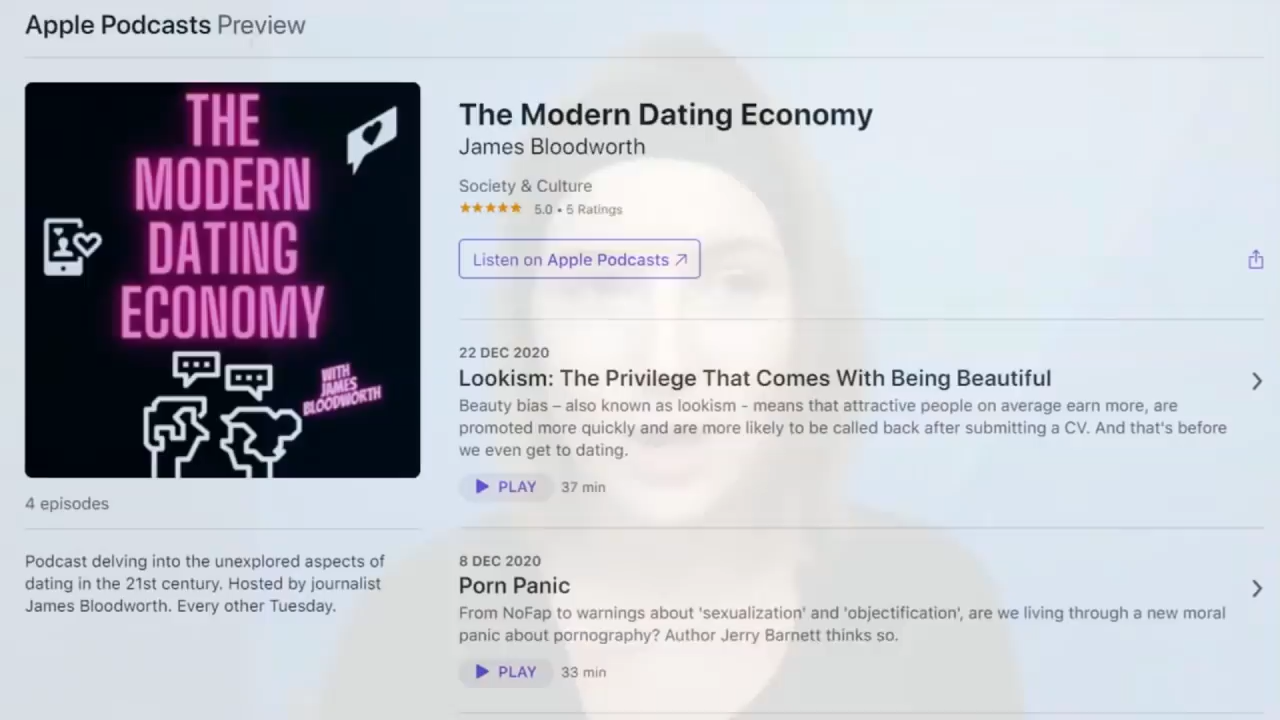 Apple Podcasts Preview
THE
MODERN
DATING
ECONOMY
WITH
JAMES
BLOODWORTH
4 episodes
Podcast delving into the unexplored aspects of
dating in the 21st century. Hosted by journalist
James Bloodworth. Every other Tuesday.
The Modern Dating Economy
James Bloodworth
Society & Culture
★★★★★ 5.0 • 5 Ratings
Listen on Apple Podcasts ↗
22 DEC 2020
Lookism: The Privilege That Comes With Being Beautiful
Beauty bias – also known as lookism - means that attractive people on average earn more, are
promoted more quickly and are more likely to be called back after submitting a CV. And that's before
we even get to dating.
PLAY 37 min
8 DEC 2020
Porn Panic
From NoFap to warnings about 'sexualization' and 'objectification', are we living through a new moral
panic about pornography? Author Jerry Barnett thinks so.
PLAY 33 min